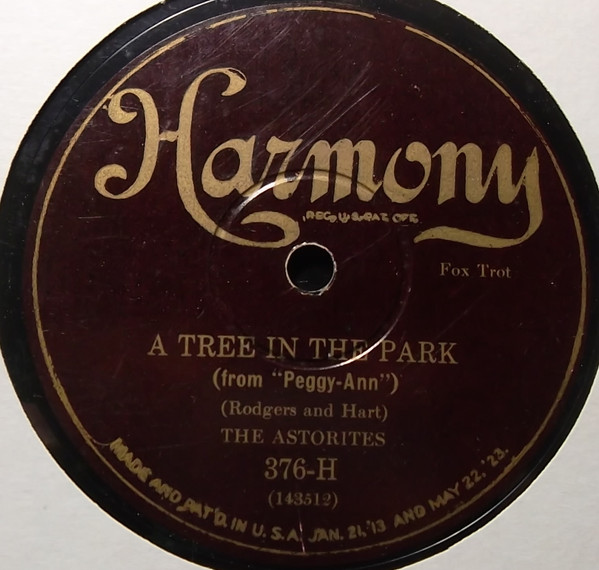 Harmony
REG. U.S. PAT. OFF.
Fox Trot
A TREE IN THE PARK
(from "Peggy-Ann")
(Rodgers and Hart)
THE ASTORITES
376-H
(143512)
MADE AND PAT'D. IN U.S.A. JAN. 21, '13 AND MAY 22, '23.